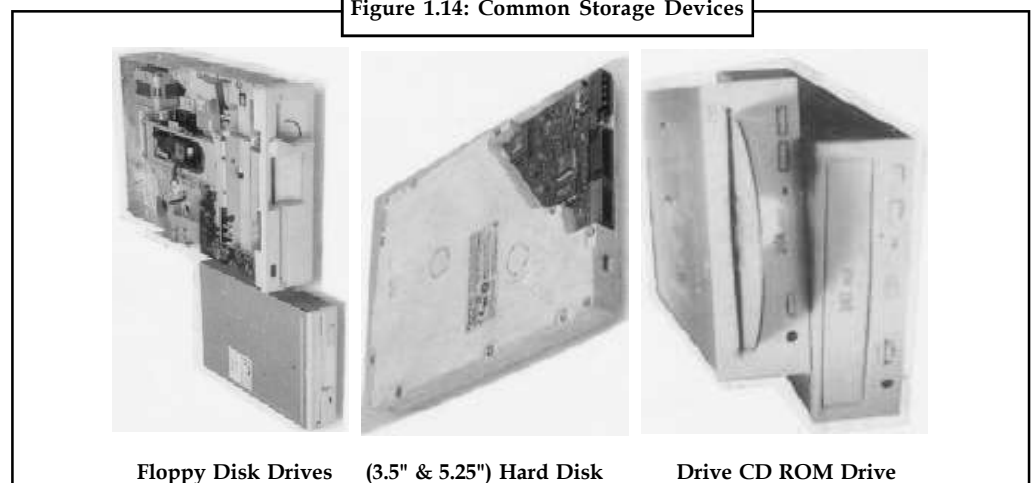 Figure 1.14: Common Storage Devices
Floppy Disk Drives (3.5" & 5.25") Hard Disk Drive CD ROM Drive